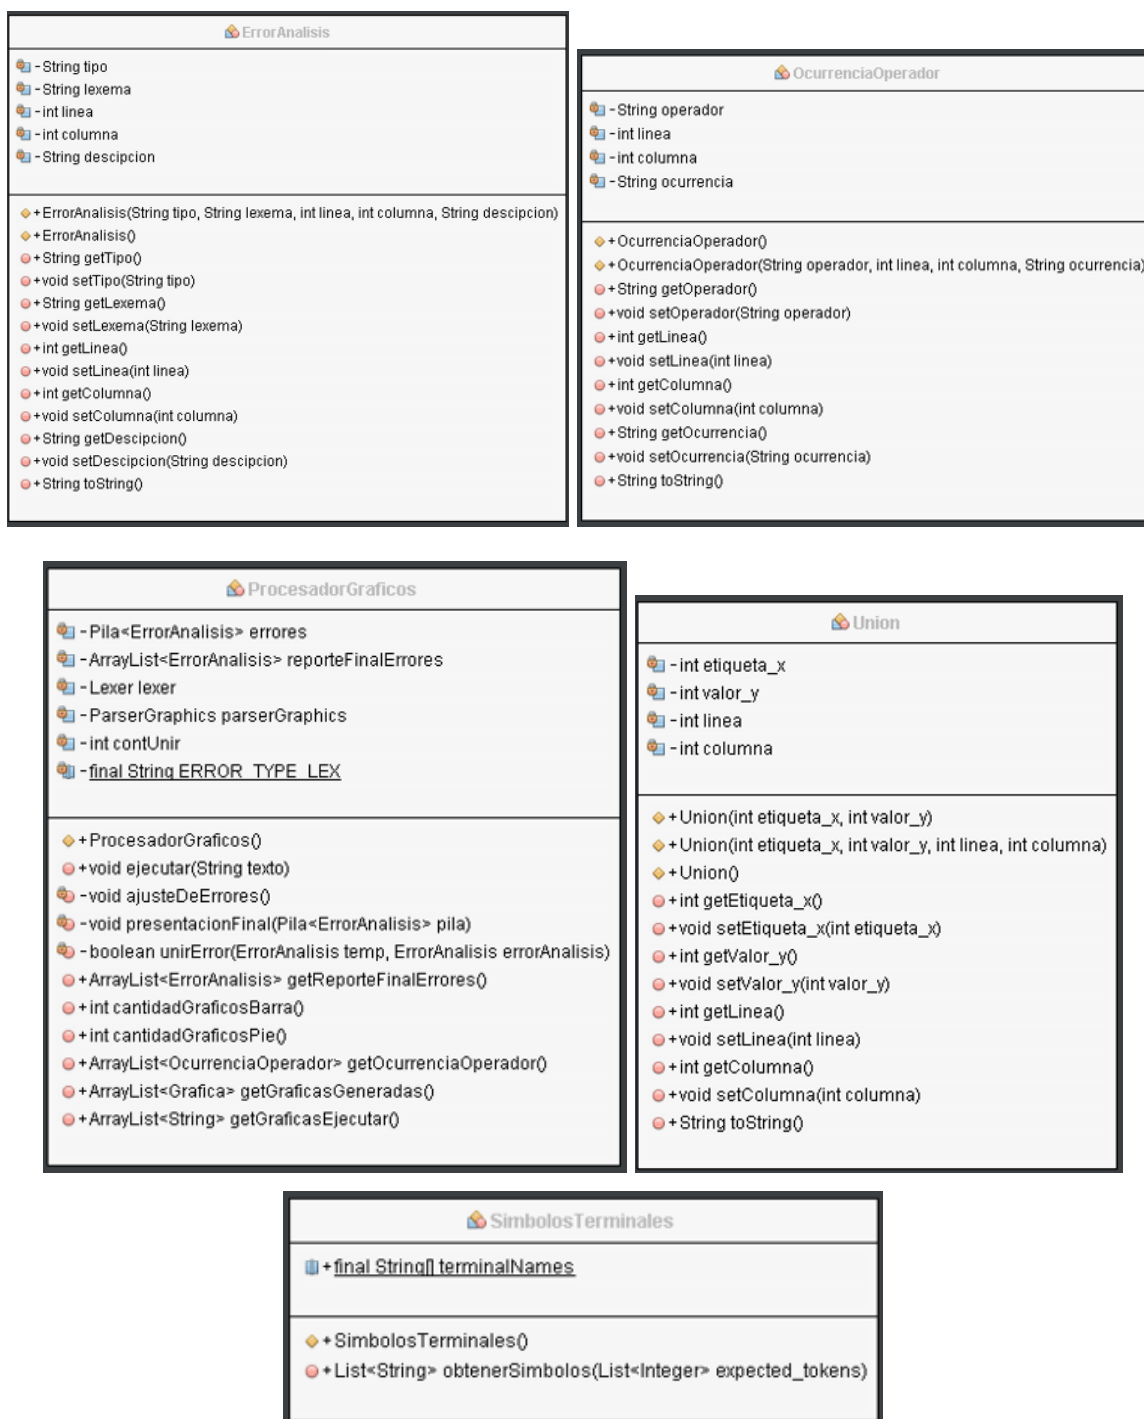 ErrorAnalisis
- String tipo
- String lexema
- int linea
- int columna
- String descipcion
+ ErrorAnalisis(String tipo, String lexema, int linea, int columna, String descipcion)
+ ErrorAnalisis()
+ String getTipo()
+ void setTipo(String tipo)
+ String getLexema()
+ void setLexema(String lexema)
+ int getLinea()
+ void setLinea(int linea)
+ int getColumna()
+ void setColumna(int columna)
+ String getDescipcion()
+ void setDescipcion(String descipcion)
+ String toString()
OcurrenciaOperador
- String operador
- int linea
- int columna
- String ocurrencia
+ OcurrenciaOperador()
+ OcurrenciaOperador(String operador, int linea, int columna, String ocurrencia)
+ String getOperador()
+ void setOperador(String operador)
+ int getLinea()
+ void setLinea(int linea)
+ int getColumna()
+ void setColumna(int columna)
+ String getOcurrencia()
+ void setOcurrencia(String ocurrencia)
+ String toString()
ProcesadorGraficos
- Pila<ErrorAnalisis> errores
- ArrayList<ErrorAnalisis> reporteFinalErrores
- Lexer lexer
- ParserGraphics parserGraphics
- int contUnir
- final String ERROR_TYPE_LEX
+ ProcesadorGraficos()
+ void ejecutar(String texto)
- void ajusteDeErrores()
- void presentacionFinal(Pila<ErrorAnalisis> pila)
- boolean unirError(ErrorAnalisis temp, ErrorAnalisis errorAnalisis)
+ ArrayList<ErrorAnalisis> getReporteFinalErrores()
+ int cantidadGraficosBarra()
+ int cantidadGraficosPie()
+ ArrayList<OcurrenciaOperador> getOcurrenciaOperador()
+ ArrayList<Grafica> getGraficasGeneradas()
+ ArrayList<String> getGraficasEjecutar()
Union
- int etiqueta_x
- int valor_y
- int linea
- int columna
+ Union(int etiqueta_x, int valor_y)
+ Union(int etiqueta_x, int valor_y, int linea, int columna)
+ Union()
+ int getEtiqueta_x()
+ void setEtiqueta_x(int etiqueta_x)
+ int getValor_y()
+ void setValor_y(int valor_y)
+ int getLinea()
+ void setLinea(int linea)
+ int getColumna()
+ void setColumna(int columna)
+ String toString()
SimbolosTerminales
+ final String[] terminalNames
+ SimbolosTerminales()
+ List<String> obtenerSimbolos(List<Integer> expected_tokens)